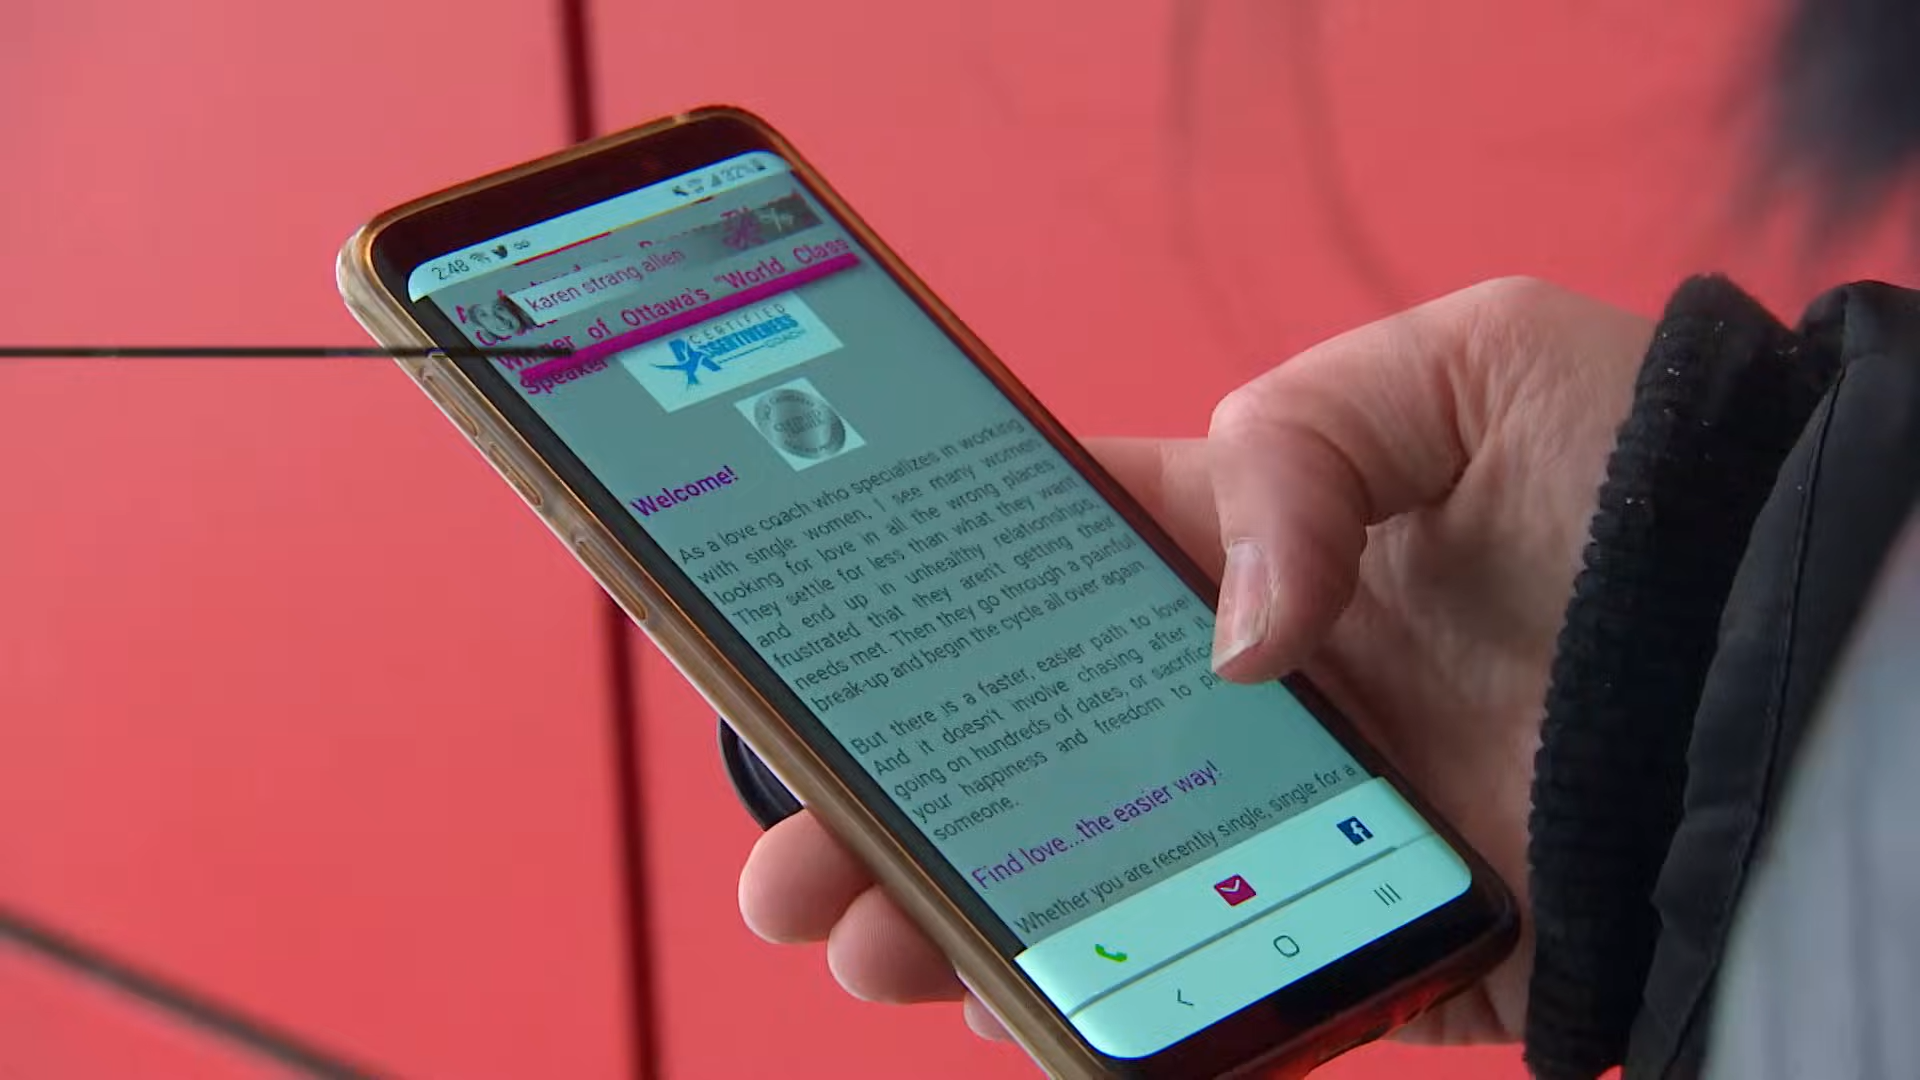 2:48
32%
karen strang allen
Winner of Ottawa's "World Class
Speaker
CERTIFIED
ASSERTIVENESS
COACH
Welcome!
As a love coach who specializes in working
with single women, I see many women
looking for love in all the wrong places
They settle for less than what they want
and end up in unhealthy relationships,
frustrated that they aren't getting their
needs met. Then they go through a painful
break-up and begin the cycle all over again
But there is a faster, easier path to love!
And it doesn't involve chasing after it,
going on hundreds of dates, or
your happiness and freedom to
someone.
Find love...the easier way!
Whether you are recently single, single for a